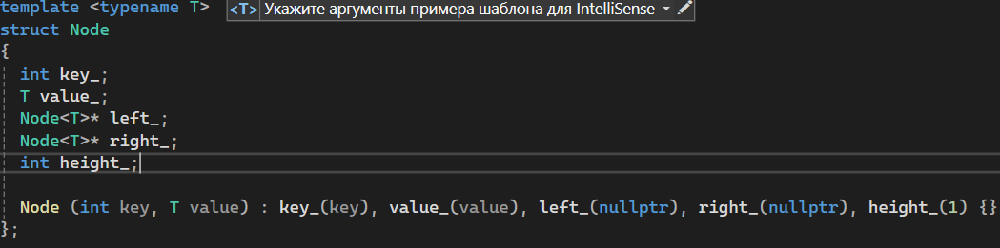 template <typename T> <T> Укажите аргументы примера шаблона для IntelliSense
struct Node
{
  int key_;
  T value_;
  Node<T>* left_;
  Node<T>* right_;
  int height_;
  Node (int key, T value) : key_(key), value_(value), left_(nullptr), right_(nullptr), height_(1) {}
};